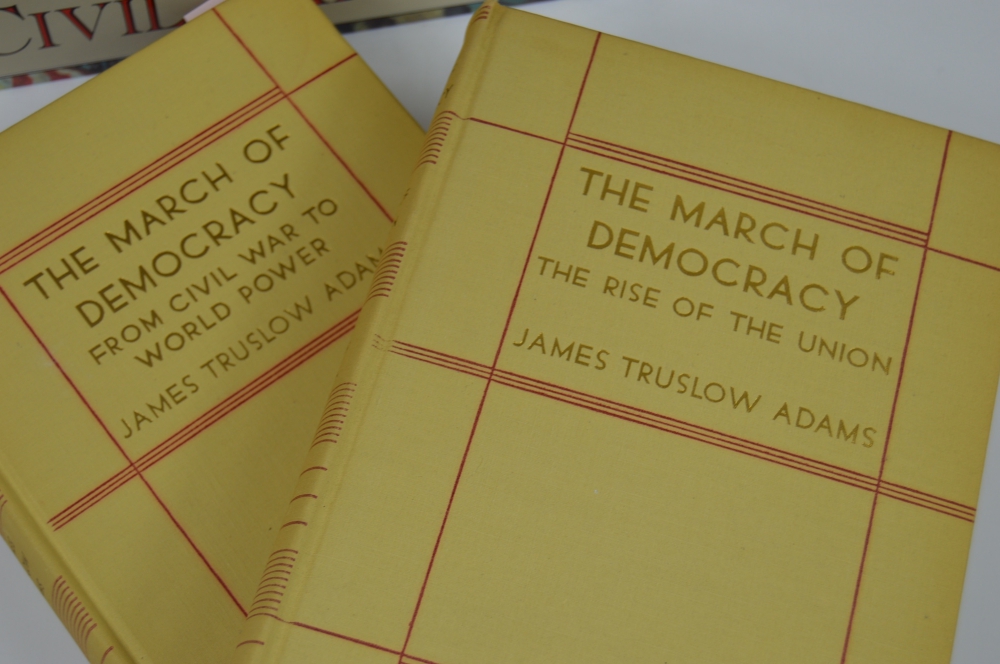 CIVIL
THE MARCH OF
DEMOCRACY
FROM CIVIL WAR TO
WORLD POWER
JAMES TRUSLOW ADAM
THE MARCH OF
DEMOCRACY
THE RISE OF THE UNION
JAMES TRUSLOW ADAMS